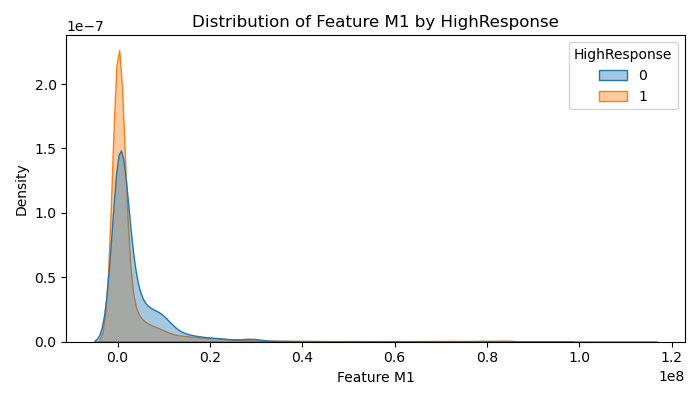 Distribution of Feature M1 by HighResponse
1e−7
HighResponse
0
1
2.0
1.5
1.0
0.5
0.0
Density
0.0 0.2 0.4 0.6 0.8 1.0 1.2
1e8
Feature M1